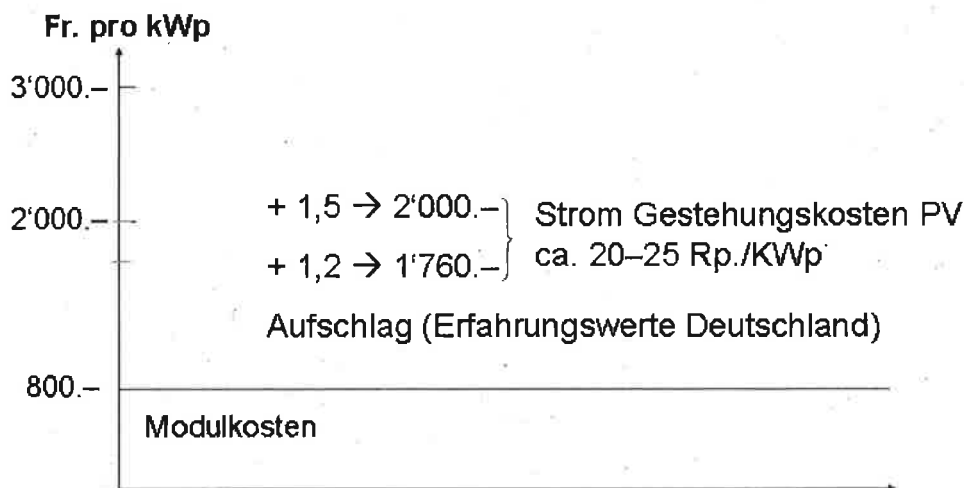 Fr. pro kWp
3‘000.–
2‘000.–
+ 1,5 → 2‘000.–
+ 1,2 → 1‘760.–
Strom Gestehungskosten PV
ca. 20–25 Rp./KWp
Aufschlag (Erfahrungswerte Deutschland)
800.–
Modulkosten